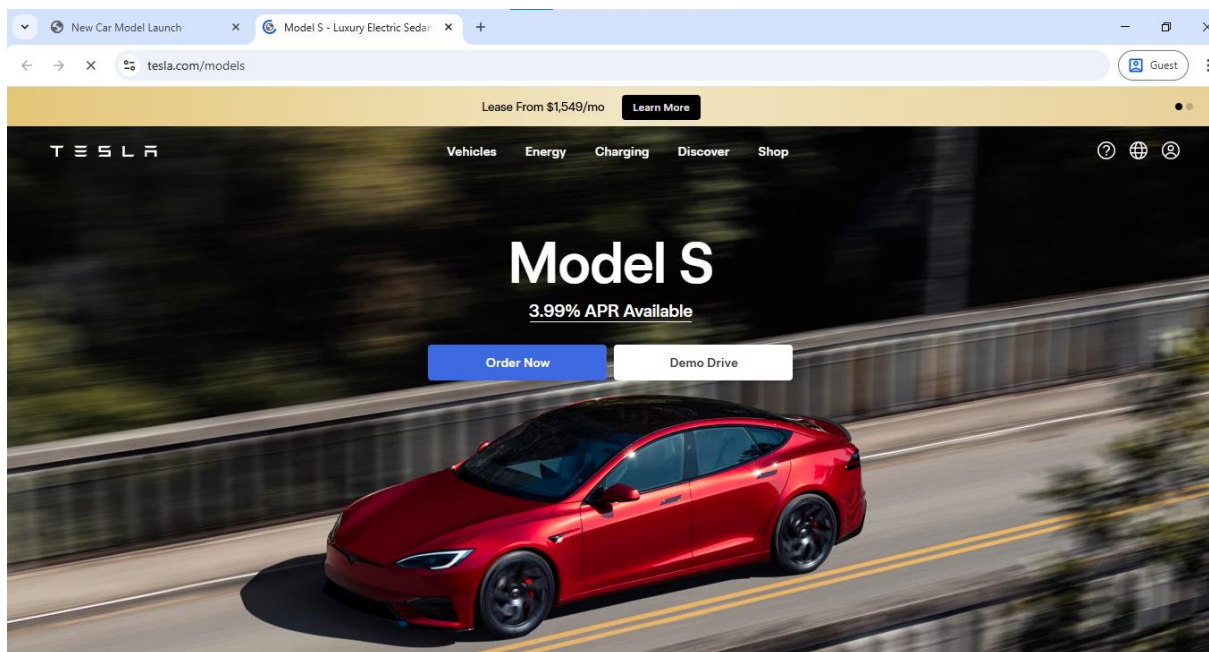 New Car Model Launch
Model S - Luxury Electric Sedan
tesla.com/models
Guest
Lease From $1,549/mo
Learn More
TESLA
Vehicles Energy Charging Discover Shop
Model S
3.99% APR Available
Order Now
Demo Drive